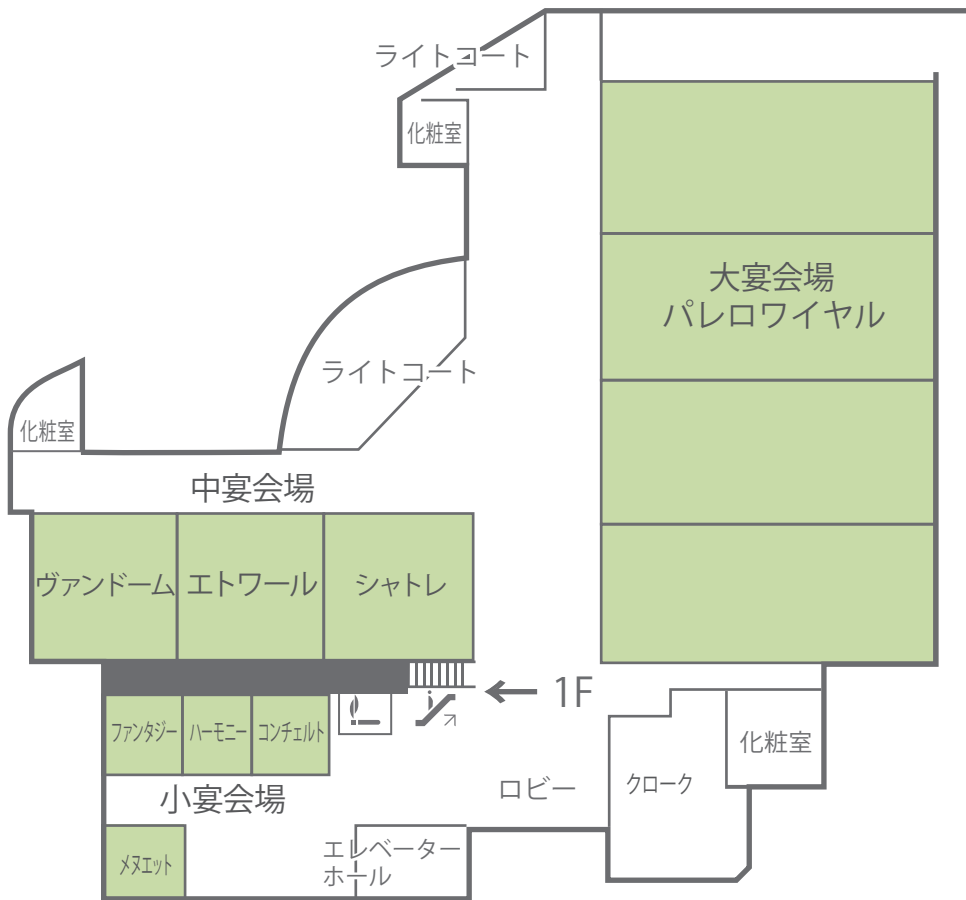 ライトコート
化粧室
大宴会場
パレロワイヤル
ライトコート
化粧室
中宴会場
ヴァンドーム
エトワール
シャトレ
1F
ファンタジー
ハーモニー
コンチェルト
化粧室
クローク
ロビー
小宴会場
エレベーター
ホール
メヌエット